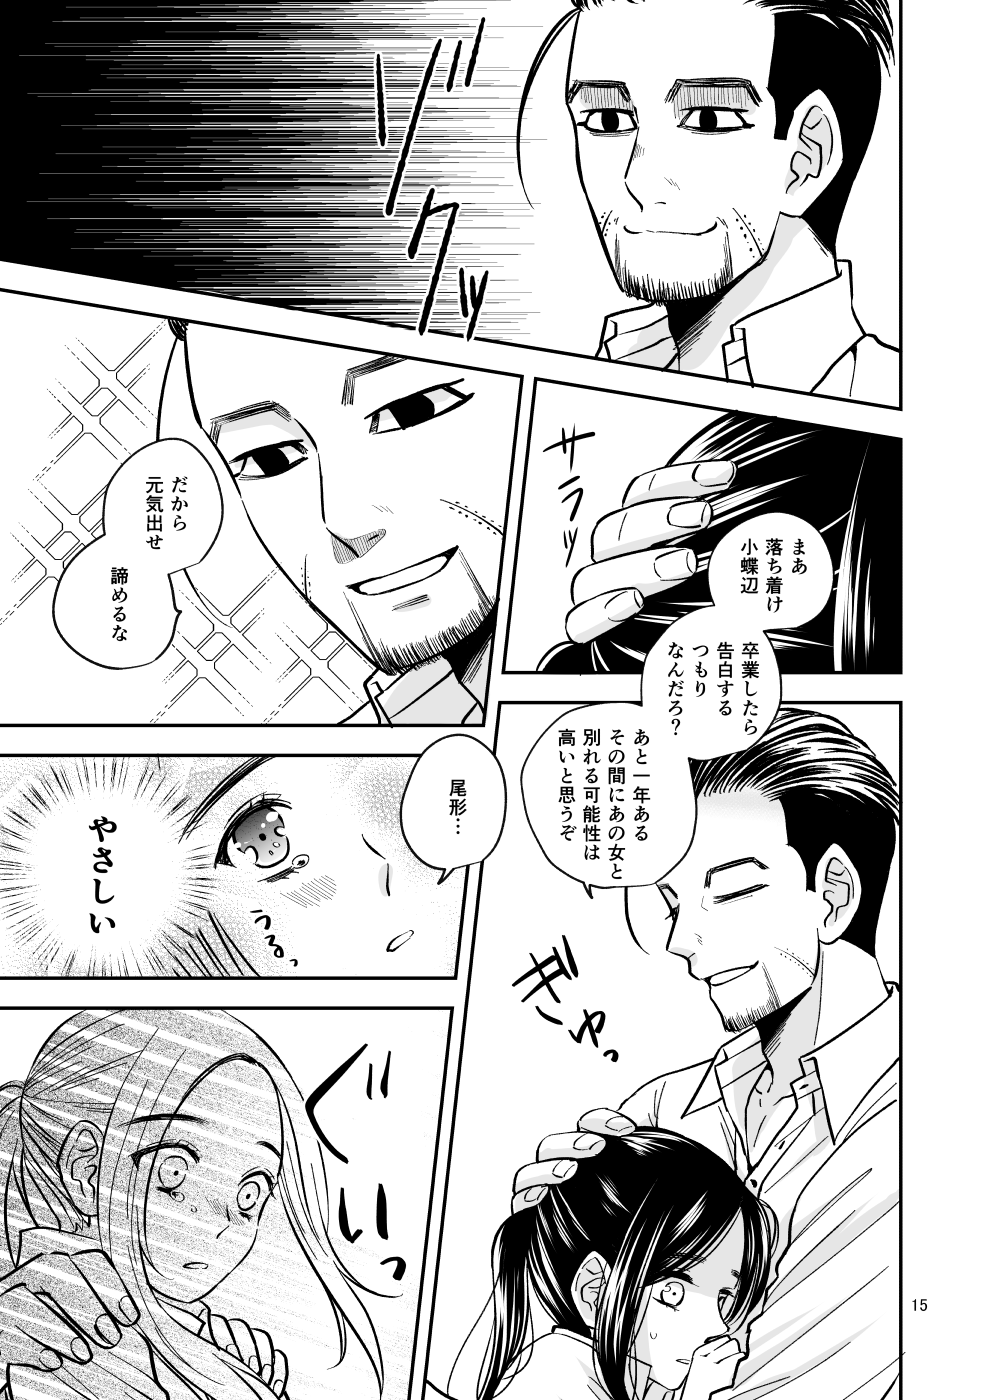 ゾクッ
サラッ
まあ
落ち着け
小蝶辺
卒業したら
告白する
つもり
なんだろ？
あと一年ある
その間にあの女と
別れる可能性は
高いと思うぞ
だから
元気出せ
諦めるな
ぎゅっ
尾形…
やさしい
うるっ
ぐいっ
15